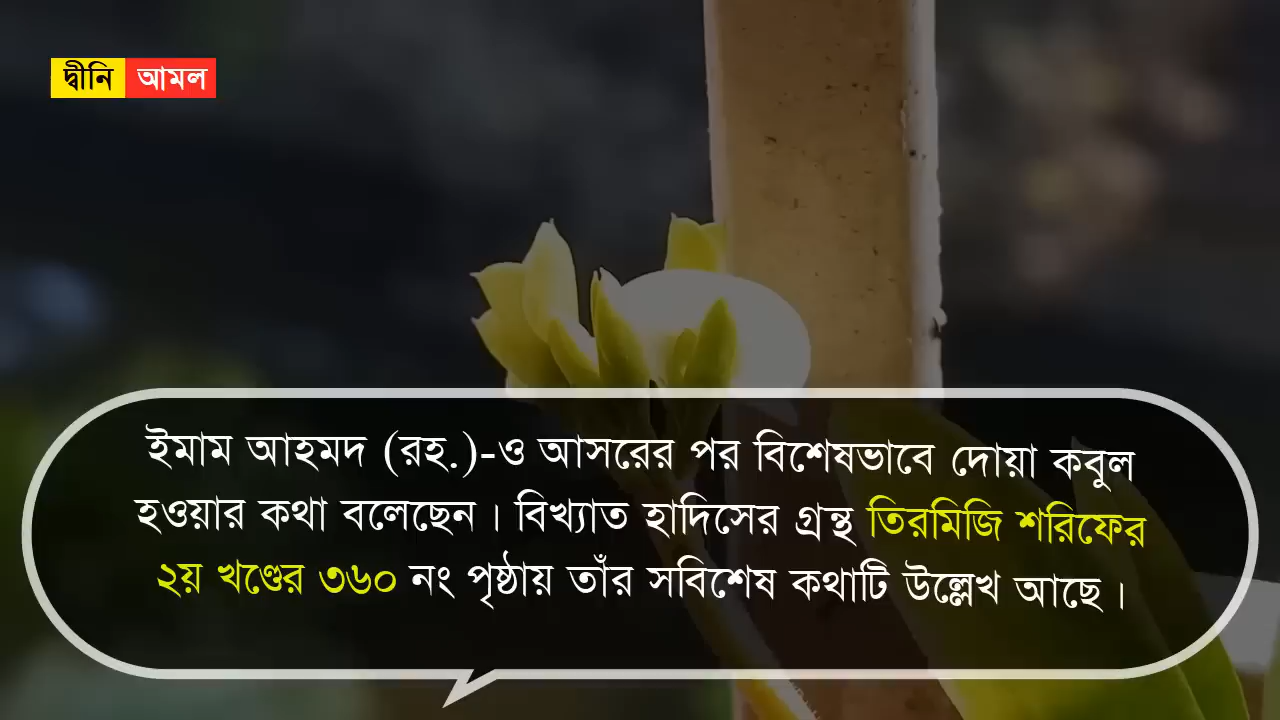 দ্বীনি আমল
ইমাম আহমদ (রহ.)-ও আসরের পর বিশেষভাবে দোয়া কবুল
হওয়ার কথা বলেছেন। বিখ্যাত হাদিসের গ্রন্থ তিরমিজি শরিফের
২য় খণ্ডের ৩৬০ নং পৃষ্ঠায় তাঁর সবিশেষ কথাটি উল্লেখ আছে।